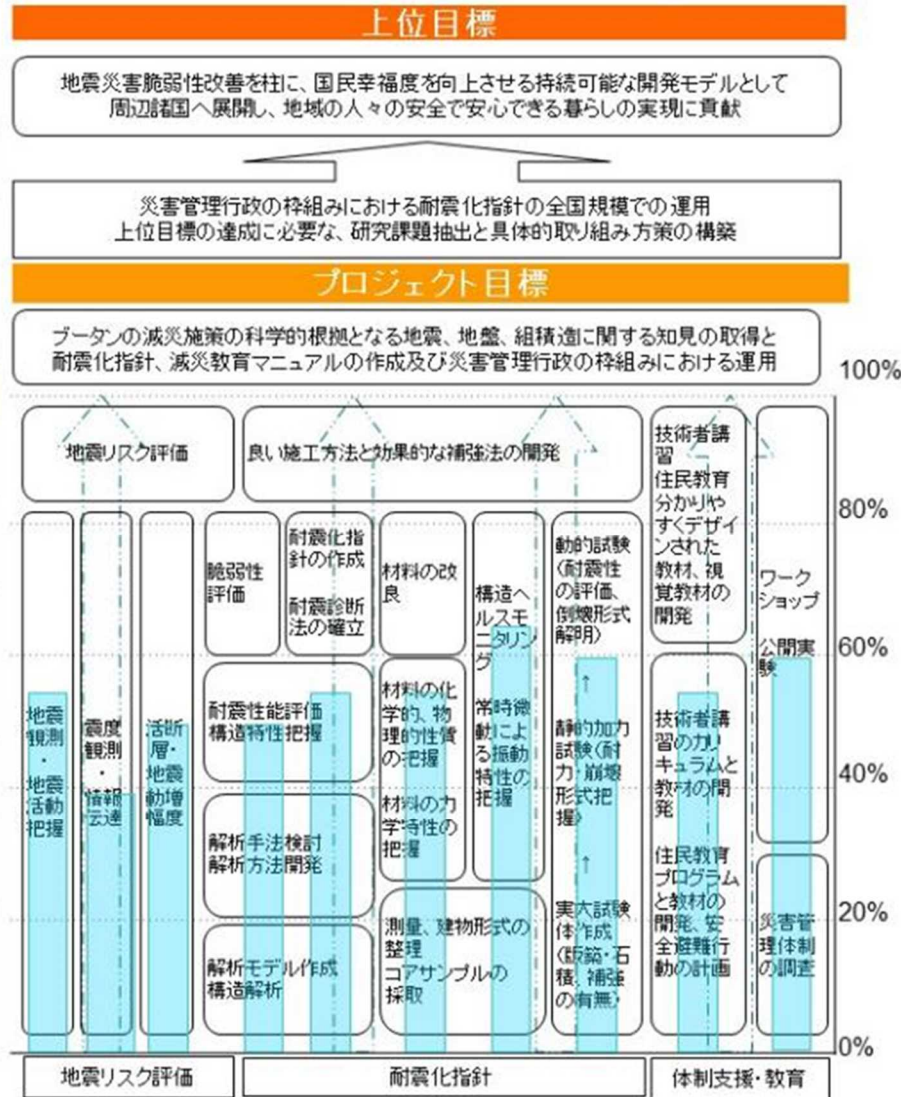 上位目標
地震災害脆弱性改善を柱に、国民幸福度を向上させる持続可能な開発モデルとして
周辺諸国へ展開し、地域の人々の安全で安心できる暮らしの実現に貢献
災害管理行政の枠組みにおける耐震化指針の全国規模での運用
上位目標の達成に必要な、研究課題抽出と具体的取り組み方策の構築
プロジェクト目標
ブータンの減災施策の科学的根拠となる地震、地盤、組積造に関する知見の取得と
耐震化指針、減災教育マニュアルの作成及び災害管理行政の枠組みにおける運用
100%
80%
60%
40%
20%
0%
地震リスク評価
良い施工方法と効果的な補強法の開発
技術者講
習
住民教育
分かりや
すくデザイ
ンされた
教材、視
覚教材の
開発
ワーク
ショップ
公開実
験
脆弱性
評価
耐震化指
針の作成
耐震診断
法の確立
材料の改
良
構造ヘ
ルスモ
ニタリン
グ
常時微
動によ
る振動
特性の
把握
動的試験
（耐震性
の評価、
倒壊形式
解明）
↑
静的加力
試験（耐
力・崩壊
形式把
握）
↑
実大試験
体作成
（版築・石
積、補強
の有無）
地震
観測
・
地震
活動
把握
震度
観測
・
情報
伝達
活断
層・
地震
動増
幅度
耐震性能評価
構造特性把握
解析手法検討
解析方法開発
解析モデル作成
構造解析
材料の化
学的、物
理的性質
の把握
材料の力
学特性の
把握
測量、建物形式の
整理
コアサンプルの
採取
技術者講
習のカリ
キュラムと
教材の開
発
住民教育
プログラム
と教材の
開発、安
全避難行
動の計画
災害管
理体制
の調査
地震リスク評価
耐震化指針
体制支援・教育